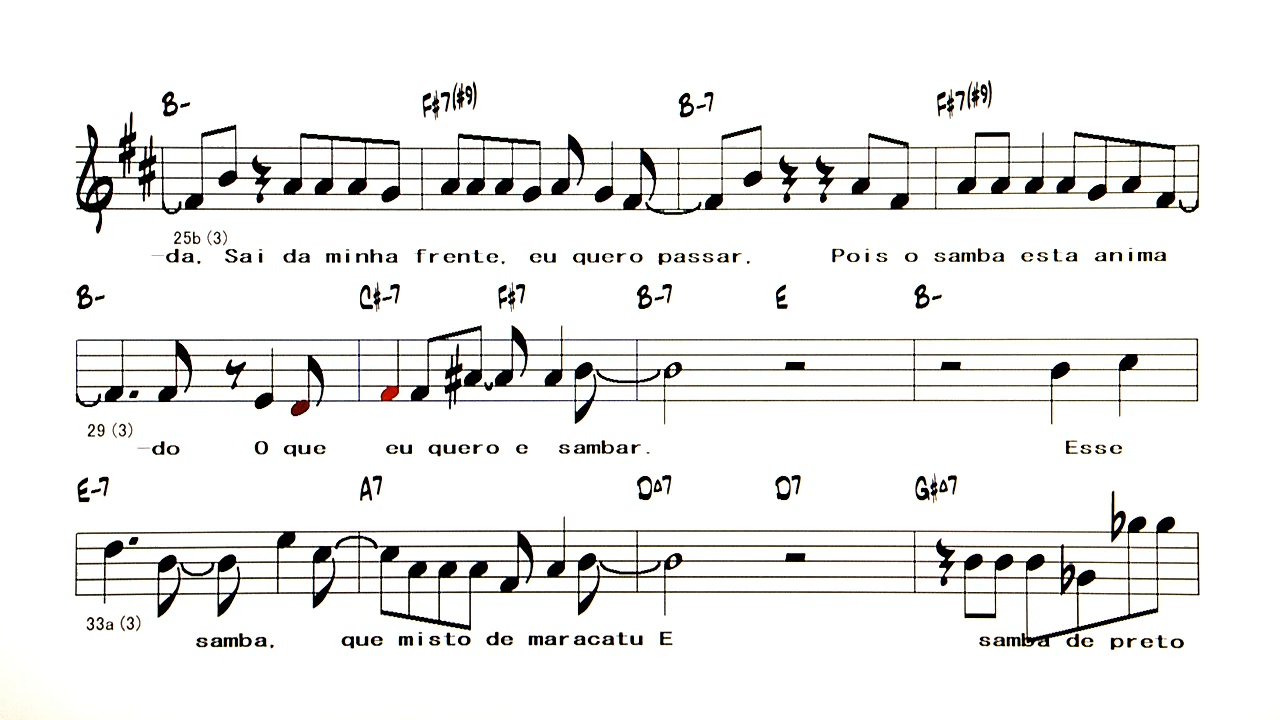 B- F#7(#9) B-7 F#7(#9)
25b (3)
-da, Sai da minha frente, eu quero passar, Pois o samba esta anima
B- C#-7 F#7 B-7 E B-
29 (3)
-do O que eu quero e sambar. Esse
E-7 A7 D△7 D7 G#△7
33a (3)
samba, que misto de maracatu E samba de preto